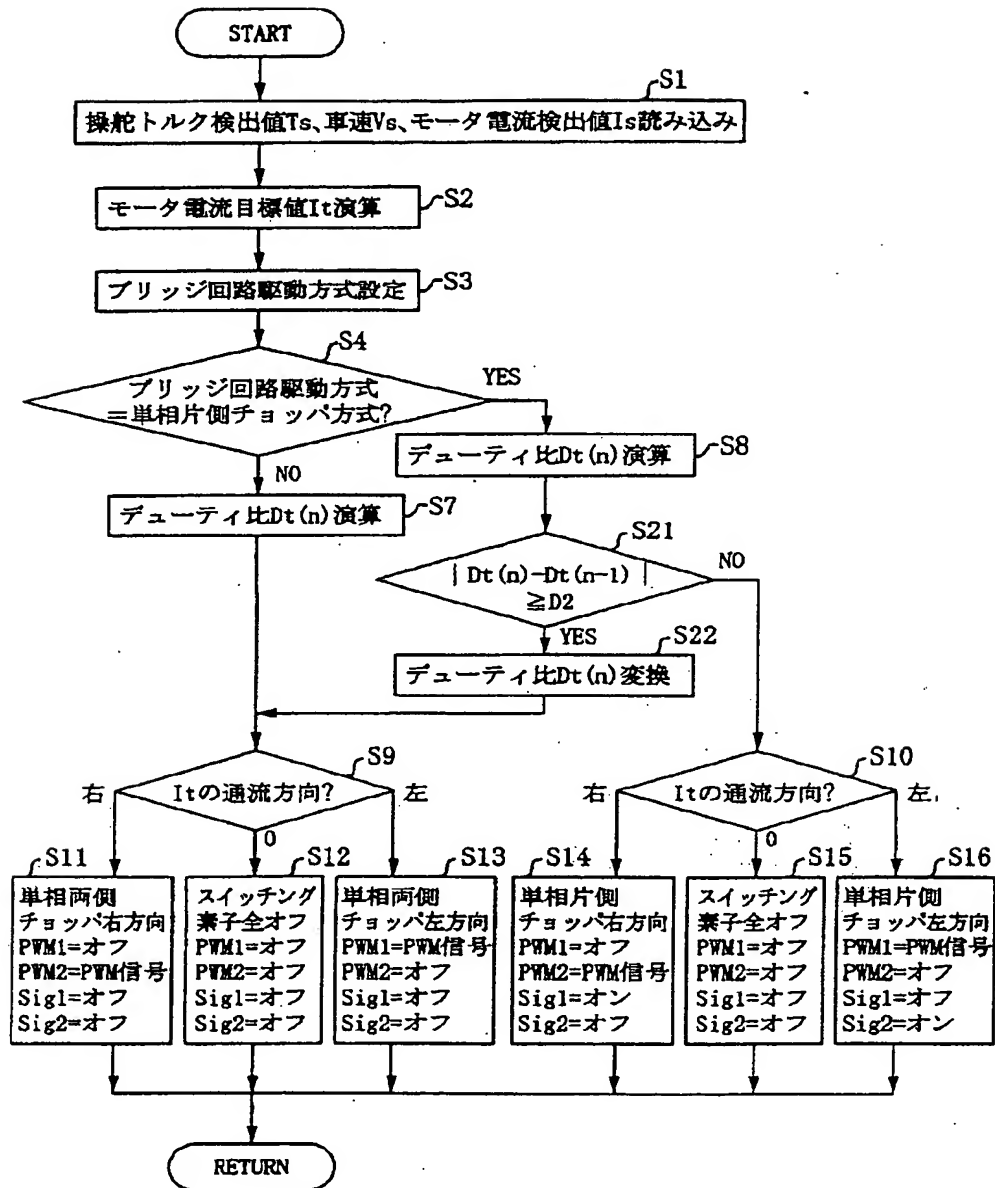 START
S1
操舵トルク検出値Ts、車速Vs、モータ電流検出値Is読み込み
S2
モータ電流目標値It演算
S3
ブリッジ回路駆動方式設定
S4
ブリッジ回路駆動方式
=単相片側チョッパ方式?
YES
NO
S8
デューティ比Dt(n)演算
S7
デューティ比Dt(n)演算
S21
|Dt(n)-Dt(n-1)|
≧D2
NO
YES
S22
デューティ比Dt(n)変換
S9
Itの通流方向?
右
左
0
S10
Itの通流方向?
右
左
0
S11
単相両側
チョッパ右方向
PWM1=オフ
PWM2=PWM信号
Sig1=オフ
Sig2=オフ
S12
スイッチング
素子全オフ
PWM1=オフ
PWM2=オフ
Sig1=オフ
Sig2=オフ
S13
単相両側
チョッパ左方向
PWM1=PWM信号
PWM2=オフ
Sig1=オフ
Sig2=オフ
S14
単相片側
チョッパ右方向
PWM1=オフ
PWM2=PWM信号
Sig1=オン
Sig2=オフ
S15
スイッチング
素子全オフ
PWM1=オフ
PWM2=オフ
Sig1=オフ
Sig2=オフ
S16
単相片側
チョッパ左方向
PWM1=PWM信号
PWM2=オフ
Sig1=オフ
Sig2=オン
RETURN